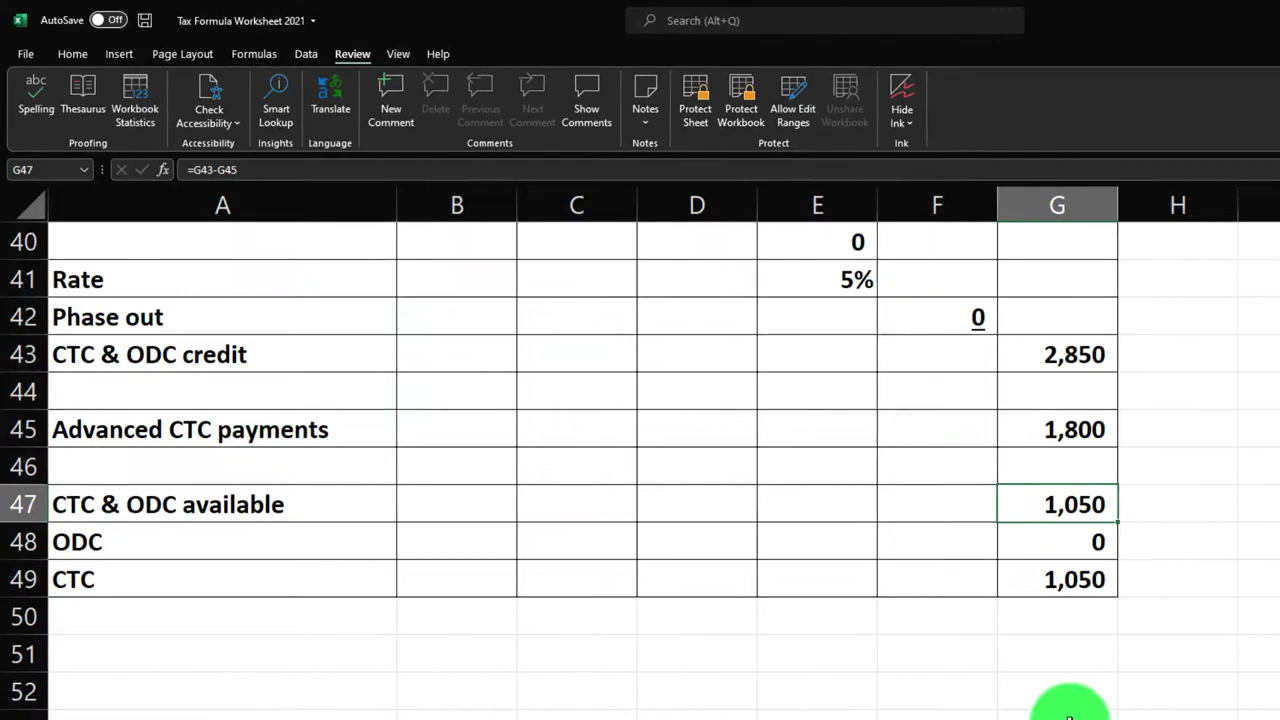 AutoSave Off Tax Formula Worksheet 2021 Search (Alt+Q)
File Home Insert Page Layout Formulas Data Review View Help
abc 123
Spelling Thesaurus Workbook Statistics Check Accessibility Smart Lookup Translate New Comment Delete Previous Comment Next Comment Show Comments Notes Protect Sheet Protect Workbook Allow Edit Ranges Unshare Workbook Hide Ink
Proofing Accessibility Insights Language Comments Notes Protect Ink
G47 fx =G43-G45
A B C D E F G H
40 0
41 Rate 5%
42 Phase out 0
43 CTC & ODC credit 2,850
44
45 Advanced CTC payments 1,800
46
47 CTC & ODC available 1,050
48 ODC 0
49 CTC 1,050
50
51
52